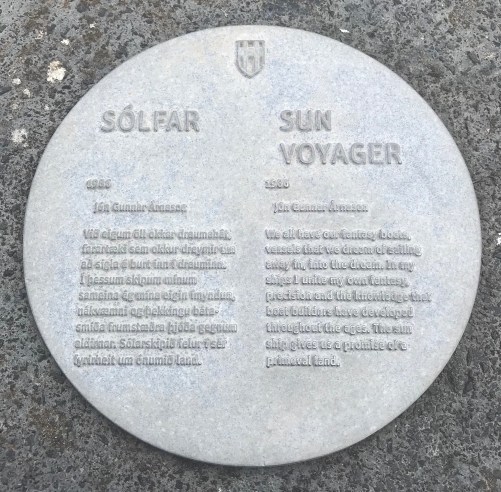 SÓLFAR
1986
Jón Gunnar Árnason
Við eigum öll okkar draumabát,
farartæki sem okkur dreymir um
að sigla á burt inn í drauminn.
Í þessum skipum mínum
sameina ég mína eigin ímyndun,
nákvæmni og þekkingu báta-
smiða frumstæðra þjóða gegnum
aldirnar. Sólarskipið felur í sér
fyrirheit um ónumið land.
SUN
VOYAGER
1986
Jón Gunnar Árnason
We all have our fantasy boats,
vessels that we dream of sailing
away in, into the dream. In my
ships I unite my own fantasy,
precision and the knowledge that
boat builders have developed
throughout the ages. The sun
ship gives us a promise of a
primeval land.